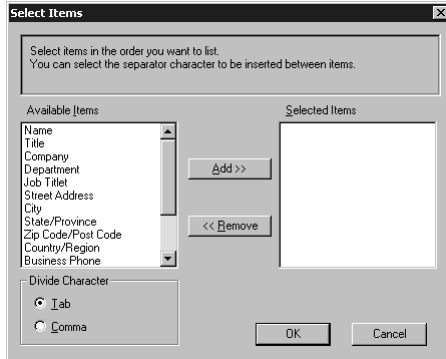 Select Items
Select items in the order you want to list.
You can select the separator character to be inserted between items.
Available Items
Selected Items
Name
Title
Company
Department
Job Titlet
Street Address
City
State/Province
Zip Code/Post Code
Country/Region
Business Phone
Add >>
<< Remove
Divide Character
Tab
Comma
OK
Cancel